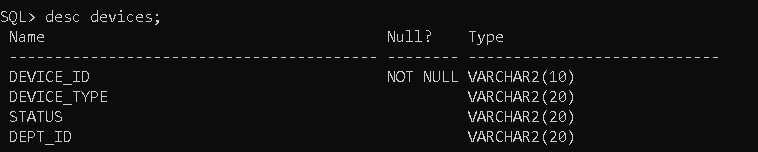 SQL> desc devices;
Name Null? Type
----------------------------------------- -------- ----------------------------
DEVICE_ID NOT NULL VARCHAR2(10)
DEVICE_TYPE VARCHAR2(20)
STATUS VARCHAR2(20)
DEPT_ID VARCHAR2(20)